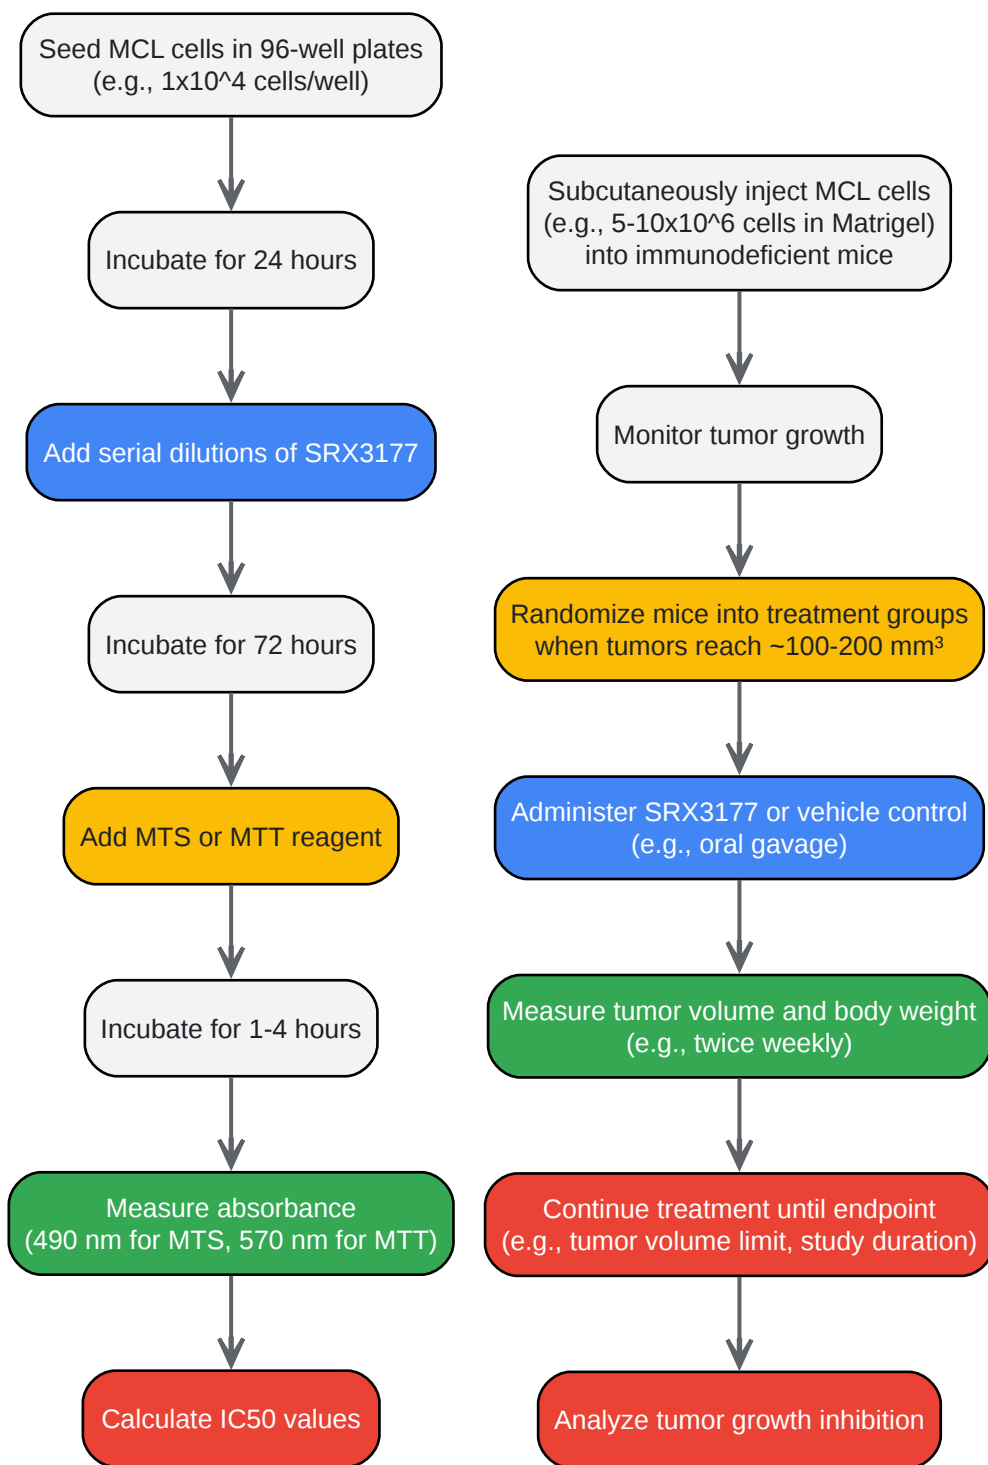 Seed MCL cells in 96-well plates
(e.g., 1x10^4 cells/well)
Incubate for 24 hours
Add serial dilutions of SRX3177
Incubate for 72 hours
Add MTS or MTT reagent
Incubate for 1-4 hours
Measure absorbance
(490 nm for MTS, 570 nm for MTT)
Calculate IC50 values
Subcutaneously inject MCL cells
(e.g., 5-10x10^6 cells in Matrigel)
into immunodeficient mice
Monitor tumor growth
Randomize mice into treatment groups
when tumors reach ~100-200 mm³
Administer SRX3177 or vehicle control
(e.g., oral gavage)
Measure tumor volume and body weight
(e.g., twice weekly)
Continue treatment until endpoint
(e.g., tumor volume limit, study duration)
Analyze tumor growth inhibition